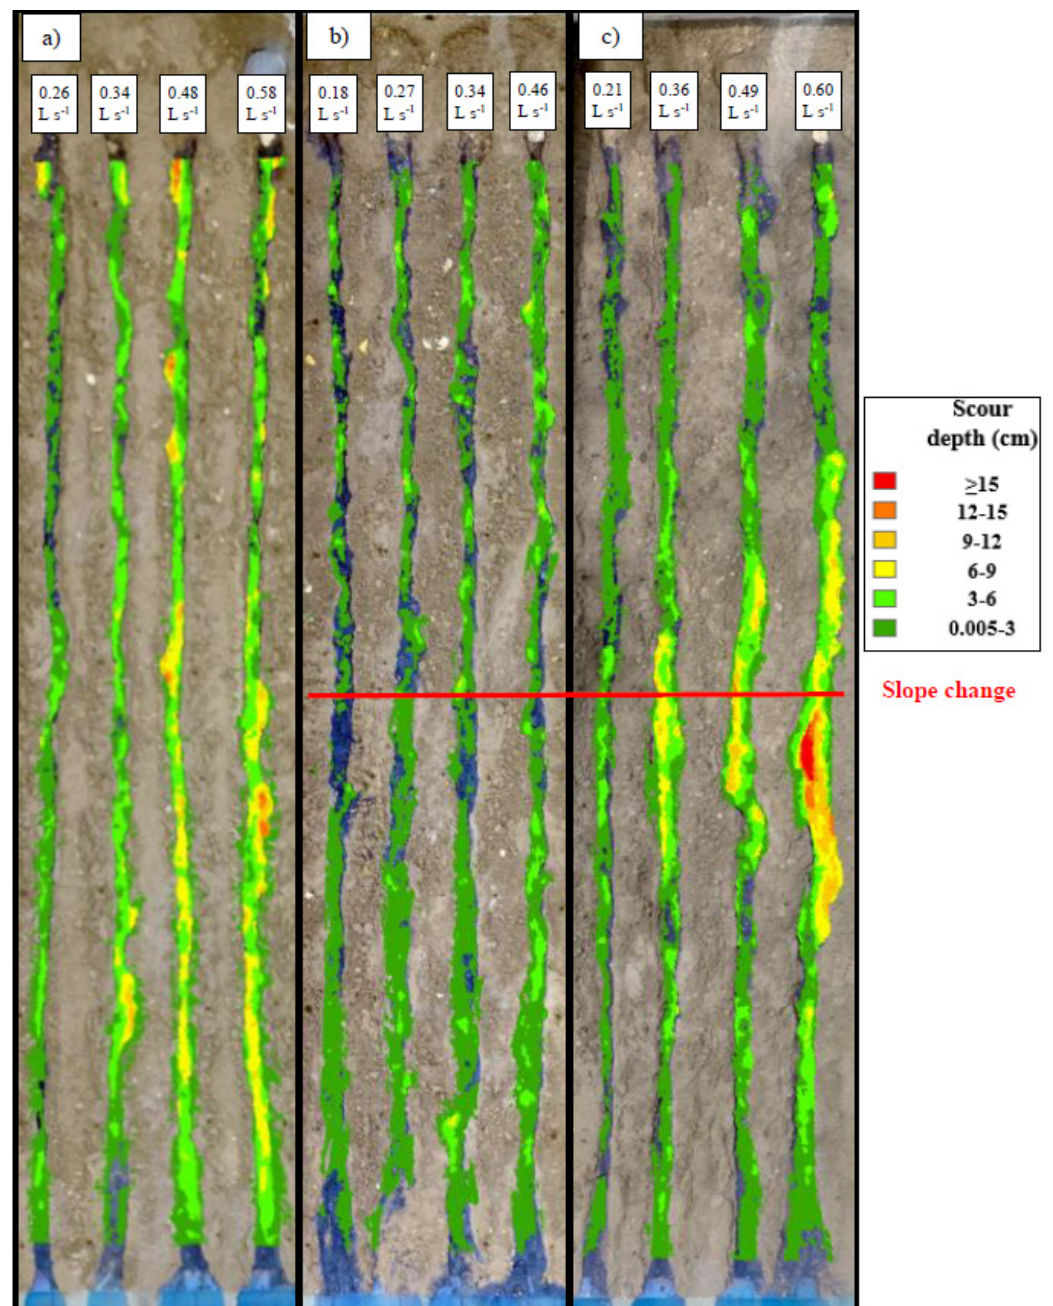 a)
0.26
L s⁻¹
0.34
L s⁻¹
0.48
L s⁻¹
0.58
L s⁻¹
b)
0.18
L s⁻¹
0.27
L s⁻¹
0.34
L s⁻¹
0.46
L s⁻¹
c)
0.21
L s⁻¹
0.36
L s⁻¹
0.49
L s⁻¹
0.60
L s⁻¹
Scour
depth (cm)
≥15
12-15
9-12
6-9
3-6
0.005-3
Slope change